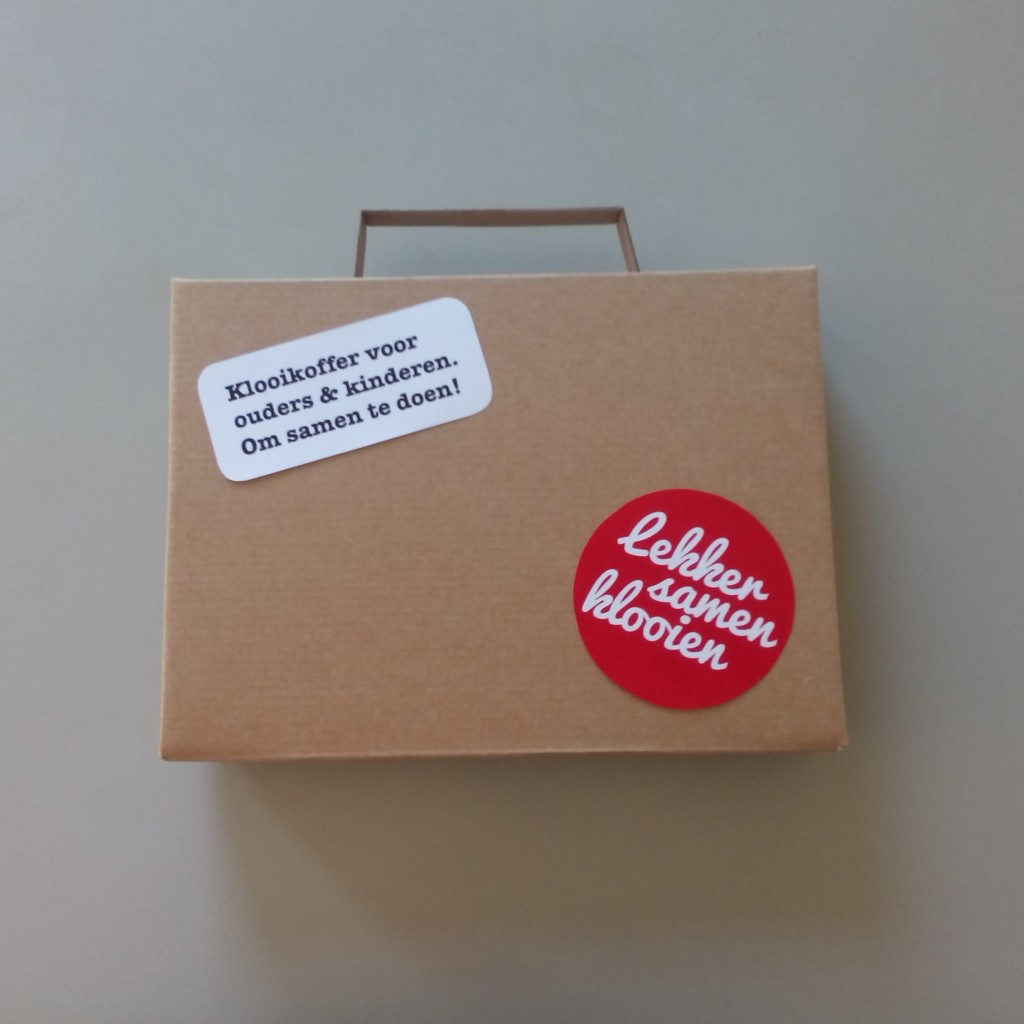 Klooikoffer voor
ouders & kinderen.
Om samen te doen!
Lekker
samen
klooien